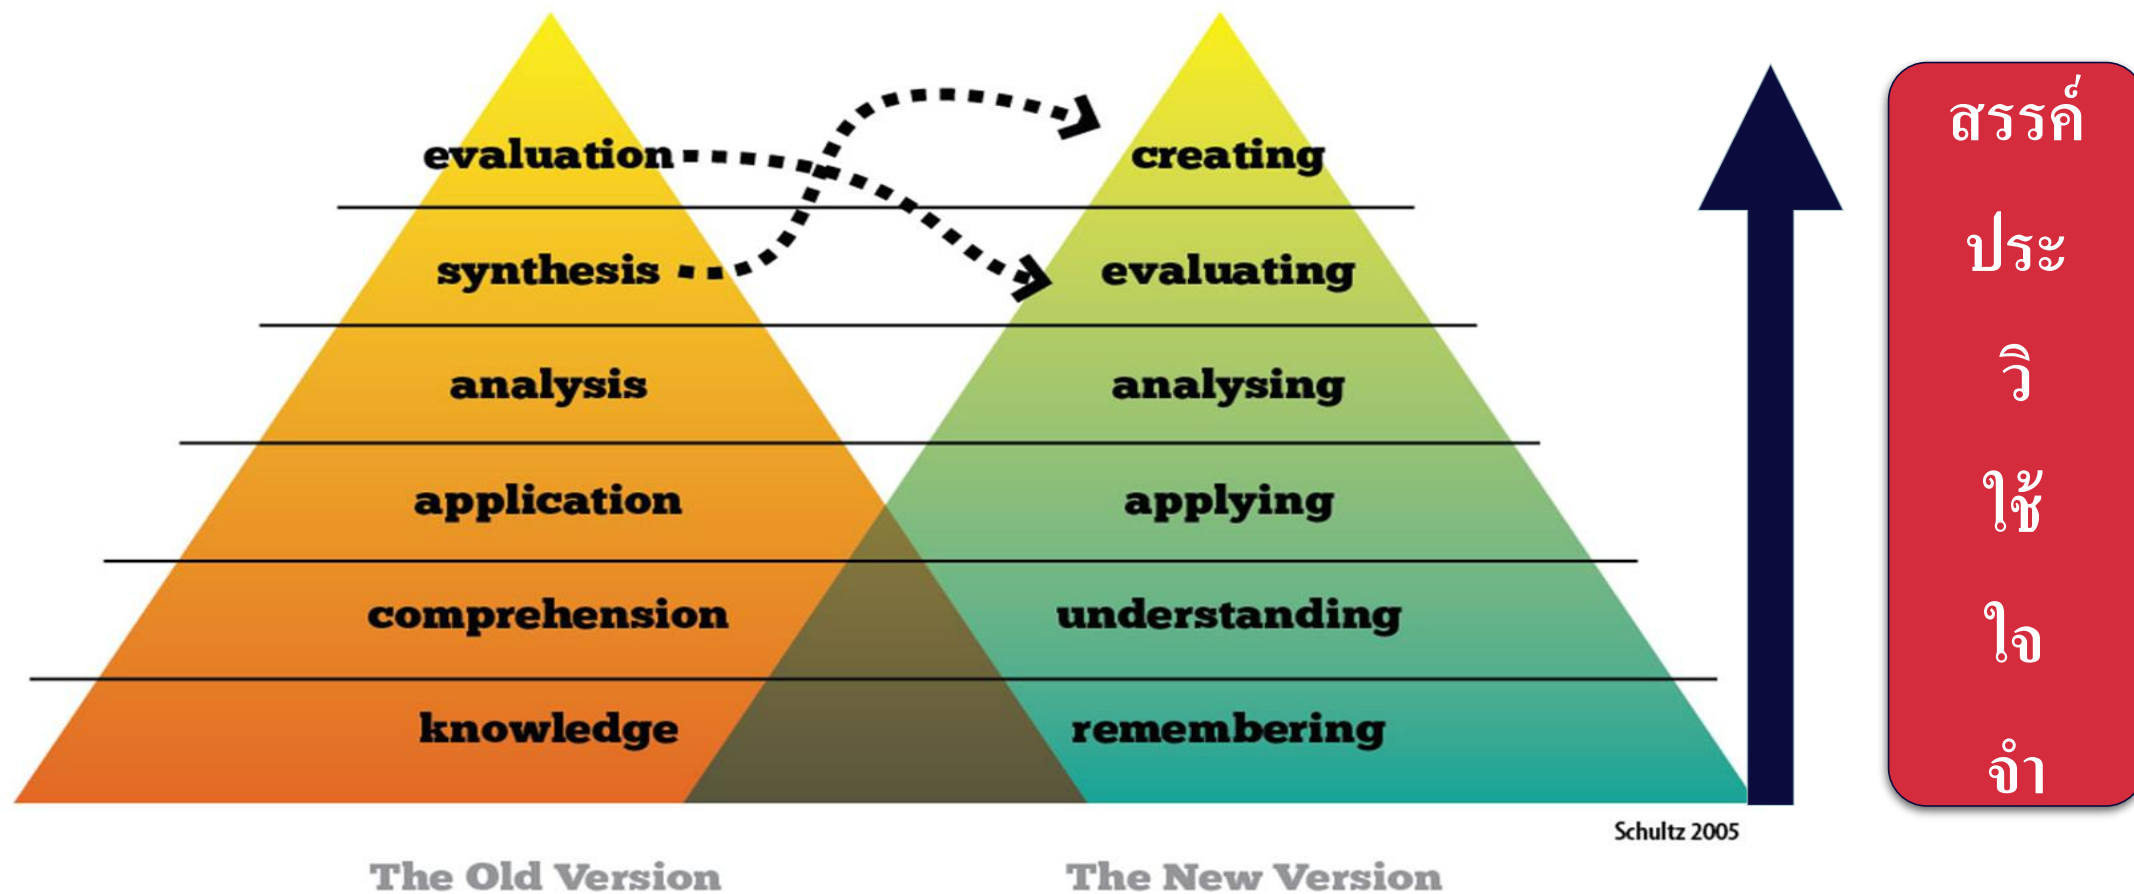 evaluation
synthesis
analysis
application
comprehension
knowledge
The Old Version
creating
evaluating
analysing
applying
understanding
remembering
Schultz 2005
The New Version
สรรค์
ประ
วิ
ใช้
ใจ
จำ